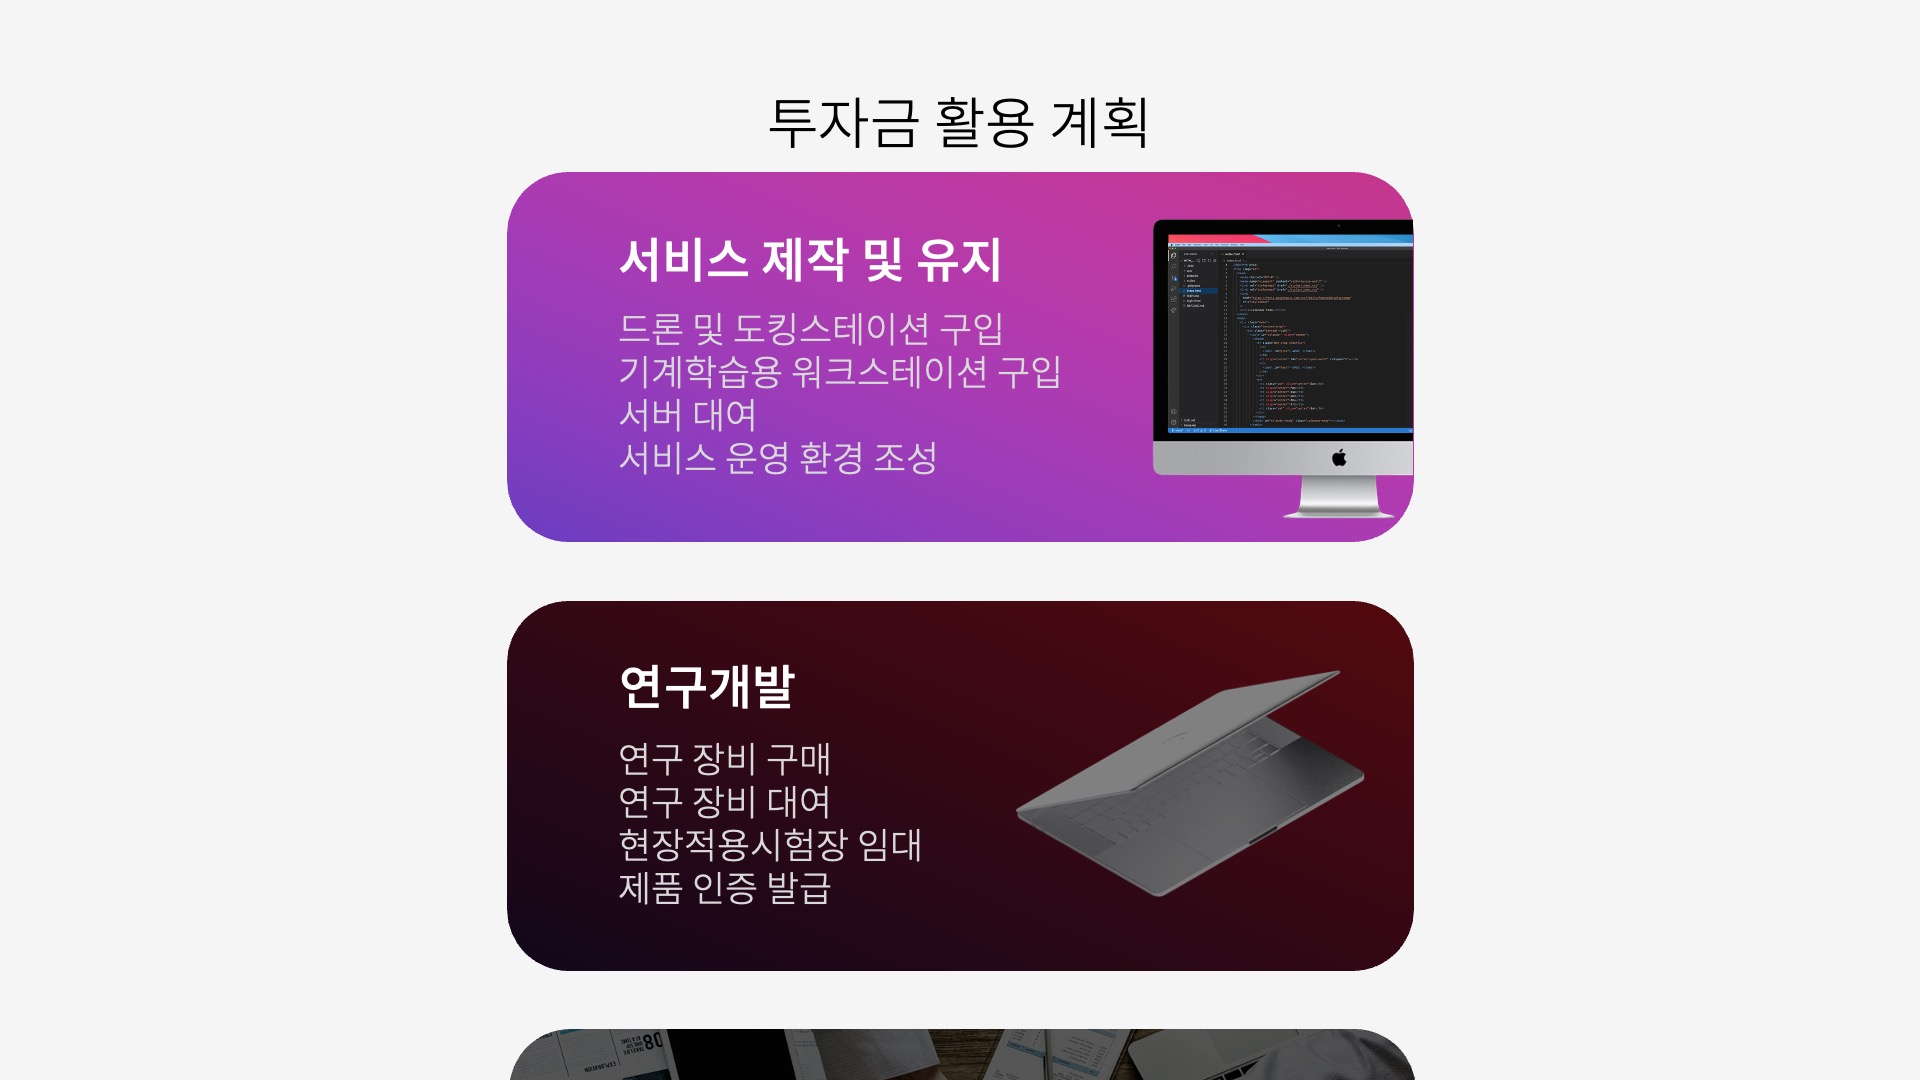 투자금 활용 계획
서비스 제작 및 유지
드론 및 도킹스테이션 구입
기계학습용 워크스테이션 구입
서버 대여
서비스 운영 환경 조성
연구개발
연구 장비 구매
연구 장비 대여
현장적용시험장 임대
제품 인증 발급
08
EXPLORATION